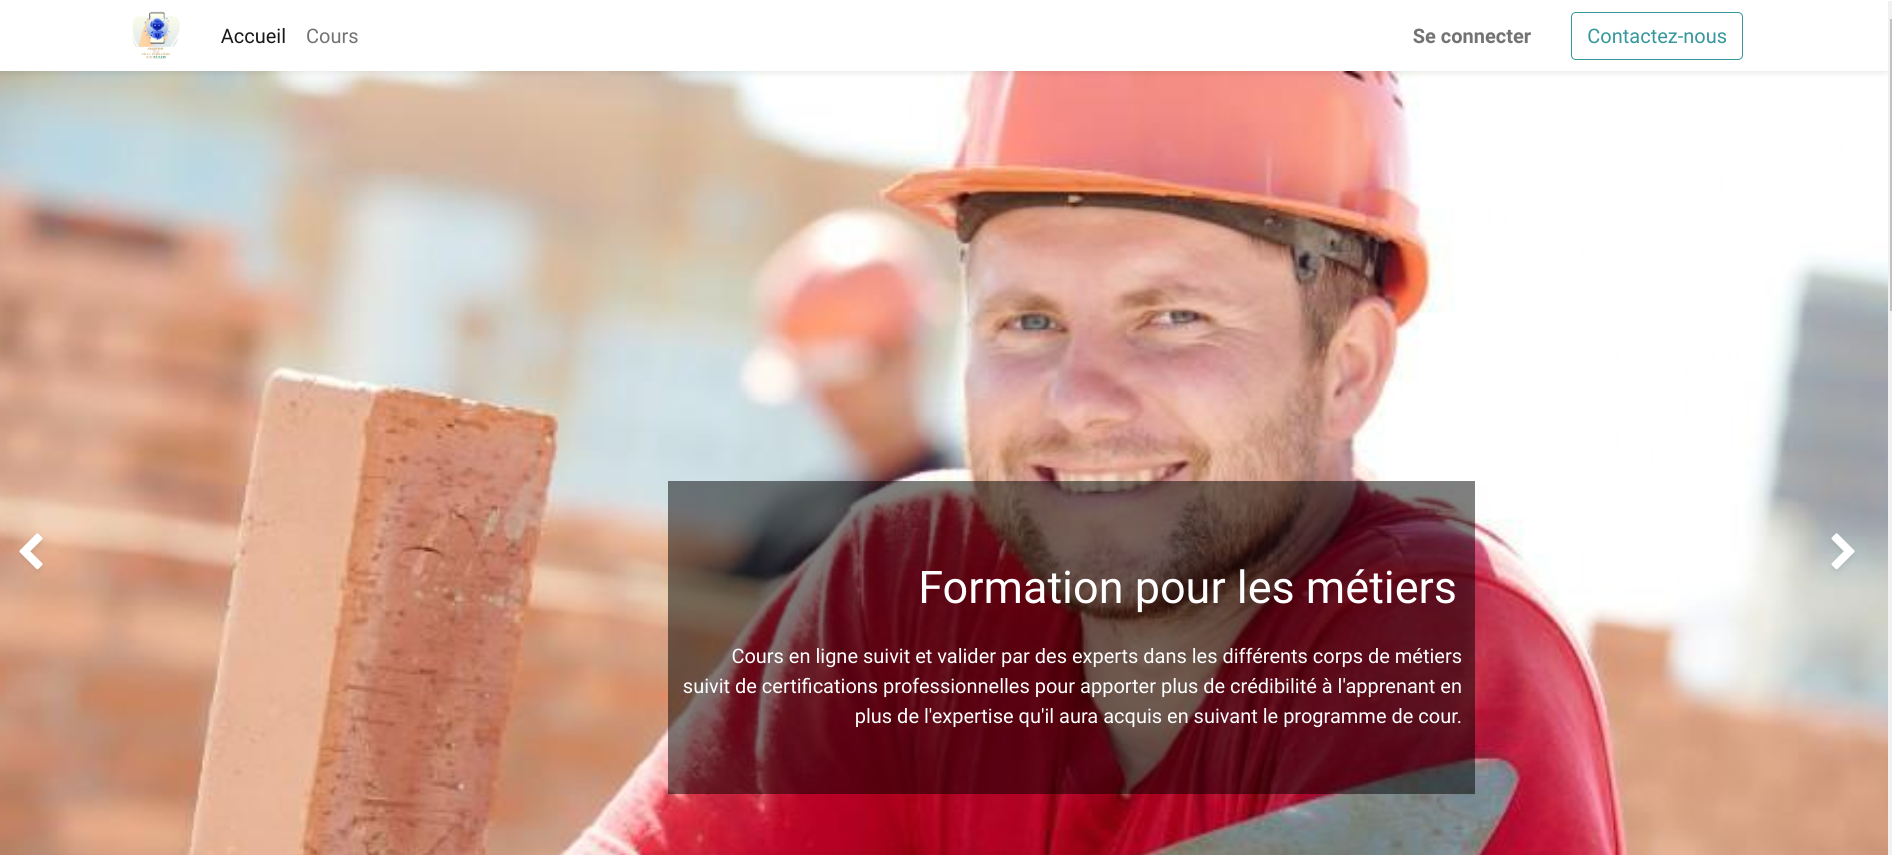 Accueil Cours Se connecter Contactez-nous
Formation pour les métiers
Cours en ligne suivit et valider par des experts dans les différents corps de métiers
suivit de certifications professionnelles pour apporter plus de crédibilité à l'apprenant en
plus de l'expertise qu'il aura acquis en suivant le programme de cour.